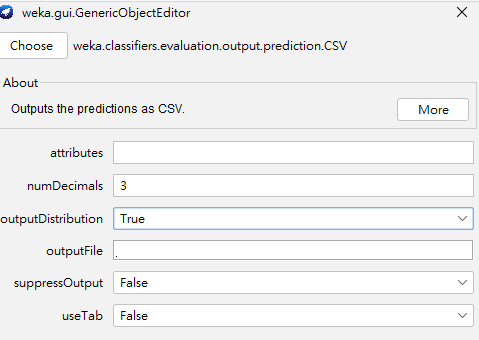 weka.gui.GenericObjectEditor
Choose weka.classifiers.evaluation.output.prediction.CSV
About
Outputs the predictions as CSV.
More
attributes
numDecimals 3
outputDistribution True
outputFile .
suppressOutput False
useTab False